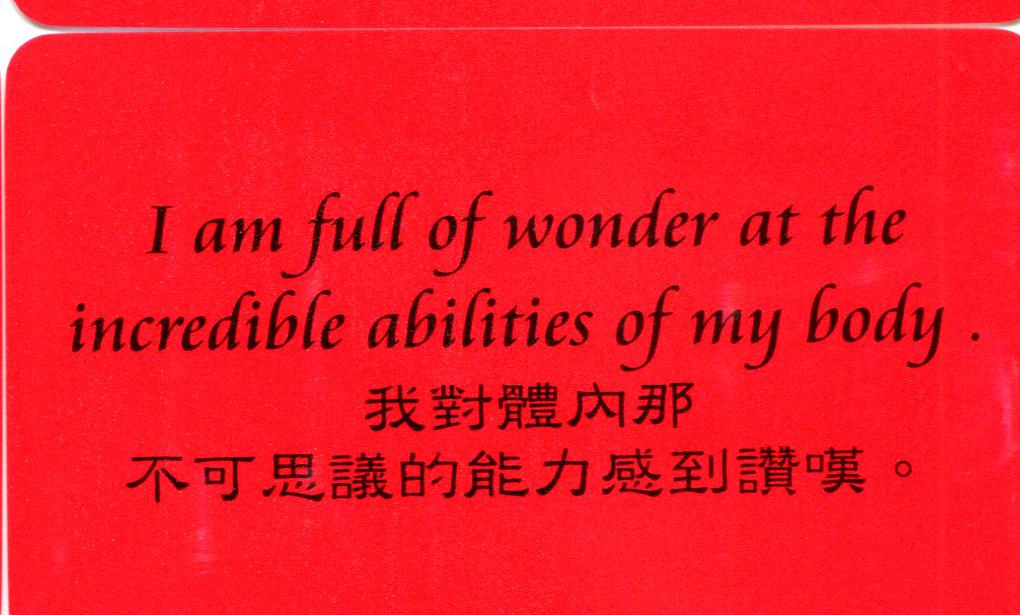 I am full of wonder at the
incredible abilities of my body .
我對體內那
不可思議的能力感到讚嘆。